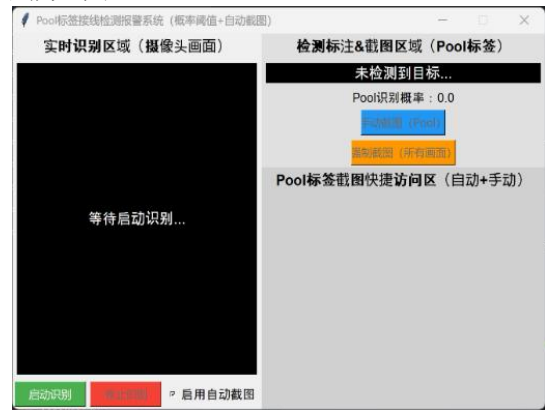 Pool标签接线检测报警系统（概率阈值+自动截图）
实时识别区域（摄像头画面）
等待启动识别...
启动识别
停止识别
启用自动截图
检测标注&截图区域（Pool标签）
未检测到目标...
Pool识别概率：0.0
手动截图（Pool）
强制截图（所有画面）
Pool标签截图快捷访问区（自动+手动）